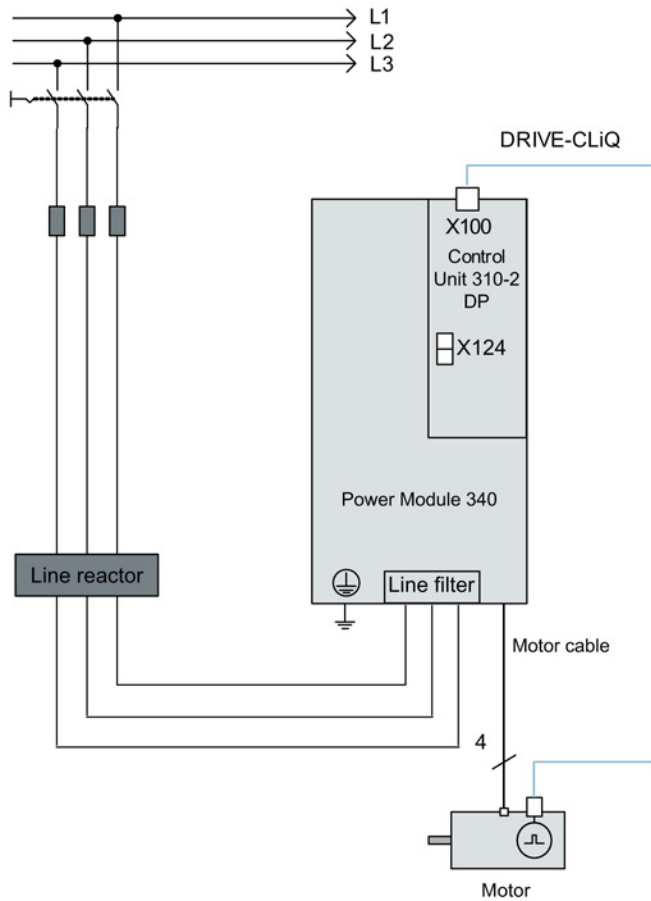 L1
L2
L3
DRIVE-CLiQ
X100
Control
Unit 310-2
DP
X124
Power Module 340
Line reactor
Line filter
Motor cable
4
Motor